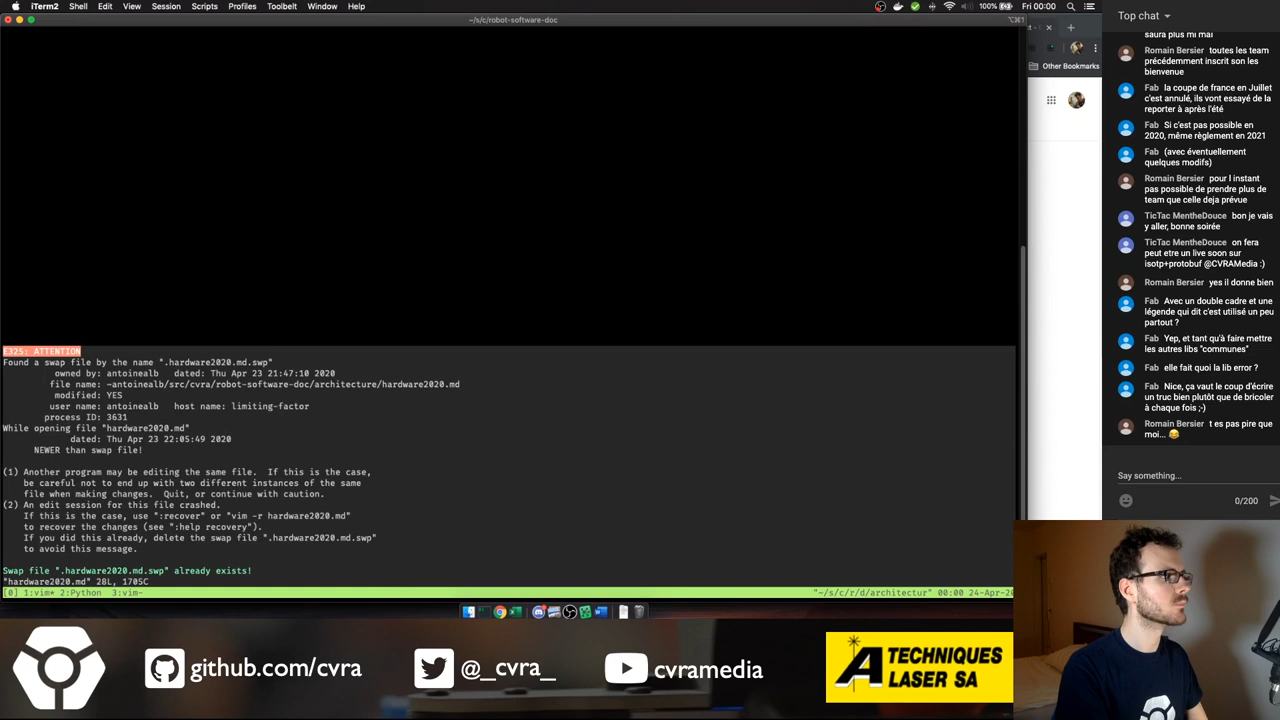 iTerm2 Shell Edit View Session Scripts Profiles Toolbelt Window Help
100% Fri 00:00
~/s/c/robot-software-doc
⌥⌘1
Other Bookmarks
E325: ATTENTION
Found a swap file by the name ".hardware2020.md.swp"
owned by: antoinealb dated: Thu Apr 23 21:47:10 2020
file name: ~antoinealb/src/cvra/robot-software-doc/architecture/hardware2020.md
modified: YES
user name: antoinealb host name: limiting-factor
process ID: 3631
While opening file "hardware2020.md"
dated: Thu Apr 23 22:05:49 2020
NEWER than swap file!
(1) Another program may be editing the same file. If this is the case,
be careful not to end up with two different instances of the same
file when making changes. Quit, or continue with caution.
(2) An edit session for this file crashed.
If this is the case, use ":recover" or "vim -r hardware2020.md"
to recover the changes (see ":help recovery").
If you did this already, delete the swap file ".hardware2020.md.swp"
to avoid this message.
Swap file ".hardware2020.md.swp" already exists!
"hardware2020.md" 28L, 1705C
[0] 1:vim* 2:Python 3:vim- "~/s/c/r/d/architectur" 00:00 24-Apr-20
Top chat
saura plus mi mai
Romain Bersier toutes les team
précédemment inscrit son les
bienvenue
Fab la coupe de france en Juillet
c'est annulé, ils vont essayé de la
reporter à après l'été
Fab Si c'est pas possible en
2020, même règlement en 2021
Fab (avec éventuellement
quelques modifs)
Romain Bersier pour l instant
pas possible de prendre plus de
team que celle deja prévue
TicTac MentheDouce bon je vais
y aller, bonne soirée
TicTac MentheDouce on fera
peut etre un live soon sur
isotp+protobuf @CVRAMedia :)
Romain Bersier yes il donne bien
Fab Avec un double cadre et une
légende qui dit c'est utilisé un peu
partout ?
Fab Yep, et tant qu'à faire mettre
les autres libs "communes"
Fab elle fait quoi la lib error ?
Fab Nice, ça vaut le coup d'écrire
un truc bien plutôt que de bricoler
à chaque fois ;-)
Romain Bersier t es pas pire que
moi... 😂
Say something...
0/200
github.com/cvra
@_cvra_
cvramedia
A TECHNIQUES
LASER SA